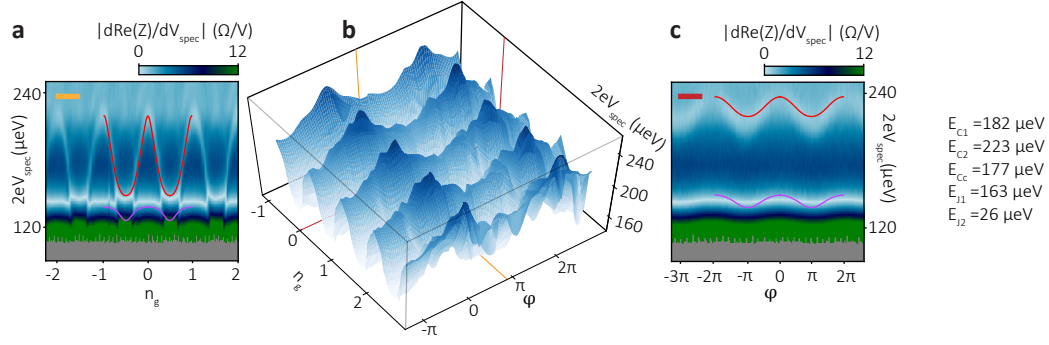 a
|dRe(Z)/dV_spec| (Ω/V)
0 12
240
120
2eV_spec(µeV)
-2 -1 0 1 2
n_g
b
2eV_spec (µeV)
240
200
160
-1
0
1
2
n_g
-π
0
π
2π
φ
c
|dRe(Z)/dV_spec| (Ω/V)
0 12
240
120
2eV_spec (µeV)
-3π -2π -π 0 π 2π
φ
E_C1 =182 µeV
E_C2 =223 µeV
E_Cc =177 µeV
E_J1 =163 µeV
E_J2 =26 µeV